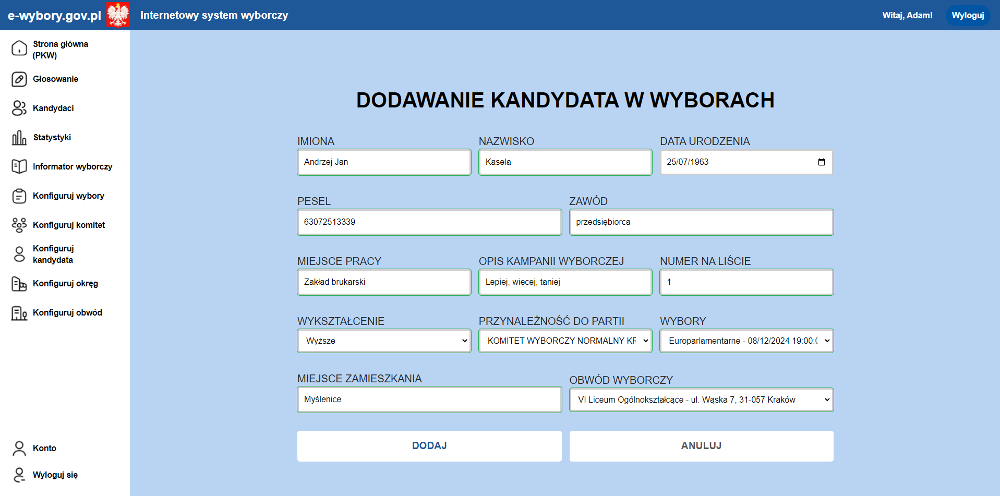 e-wybory.gov.pl Internetowy system wyborczy Witaj, Adam! Wyloguj
Strona główna
(PKW)
Głosowanie
Kandydaci
Statystyki
Informator wyborczy
Konfiguruj wybory
Konfiguruj komitet
Konfiguruj
kandydata
Konfiguruj okręg
Konfiguruj obwód
Konto
Wyloguj się
DODAWANIE KANDYDATA W WYBORACH
IMIONA NAZWISKO DATA URODZENIA
Andrzej Jan Kasela 25/07/1963
PESEL ZAWÓD
63072513339 przedsiębiorca
MIEJSCE PRACY OPIS KAMPANII WYBORCZEJ NUMER NA LIŚCIE
Zakład brukarski Lepiej, więcej, taniej 1
WYKSZTAŁCENIE PRZYNALEŻNOŚĆ DO PARTII WYBORY
Wyższe KOMITET WYBORCZY NORMALNY KR Europarlamentarne - 08/12/2024 19:00:0
MIEJSCE ZAMIESZKANIA OBWÓD WYBORCZY
Myślenice VI Liceum Ogólnokształcące - ul. Wąska 7, 31-057 Kraków
DODAJ ANULUJ